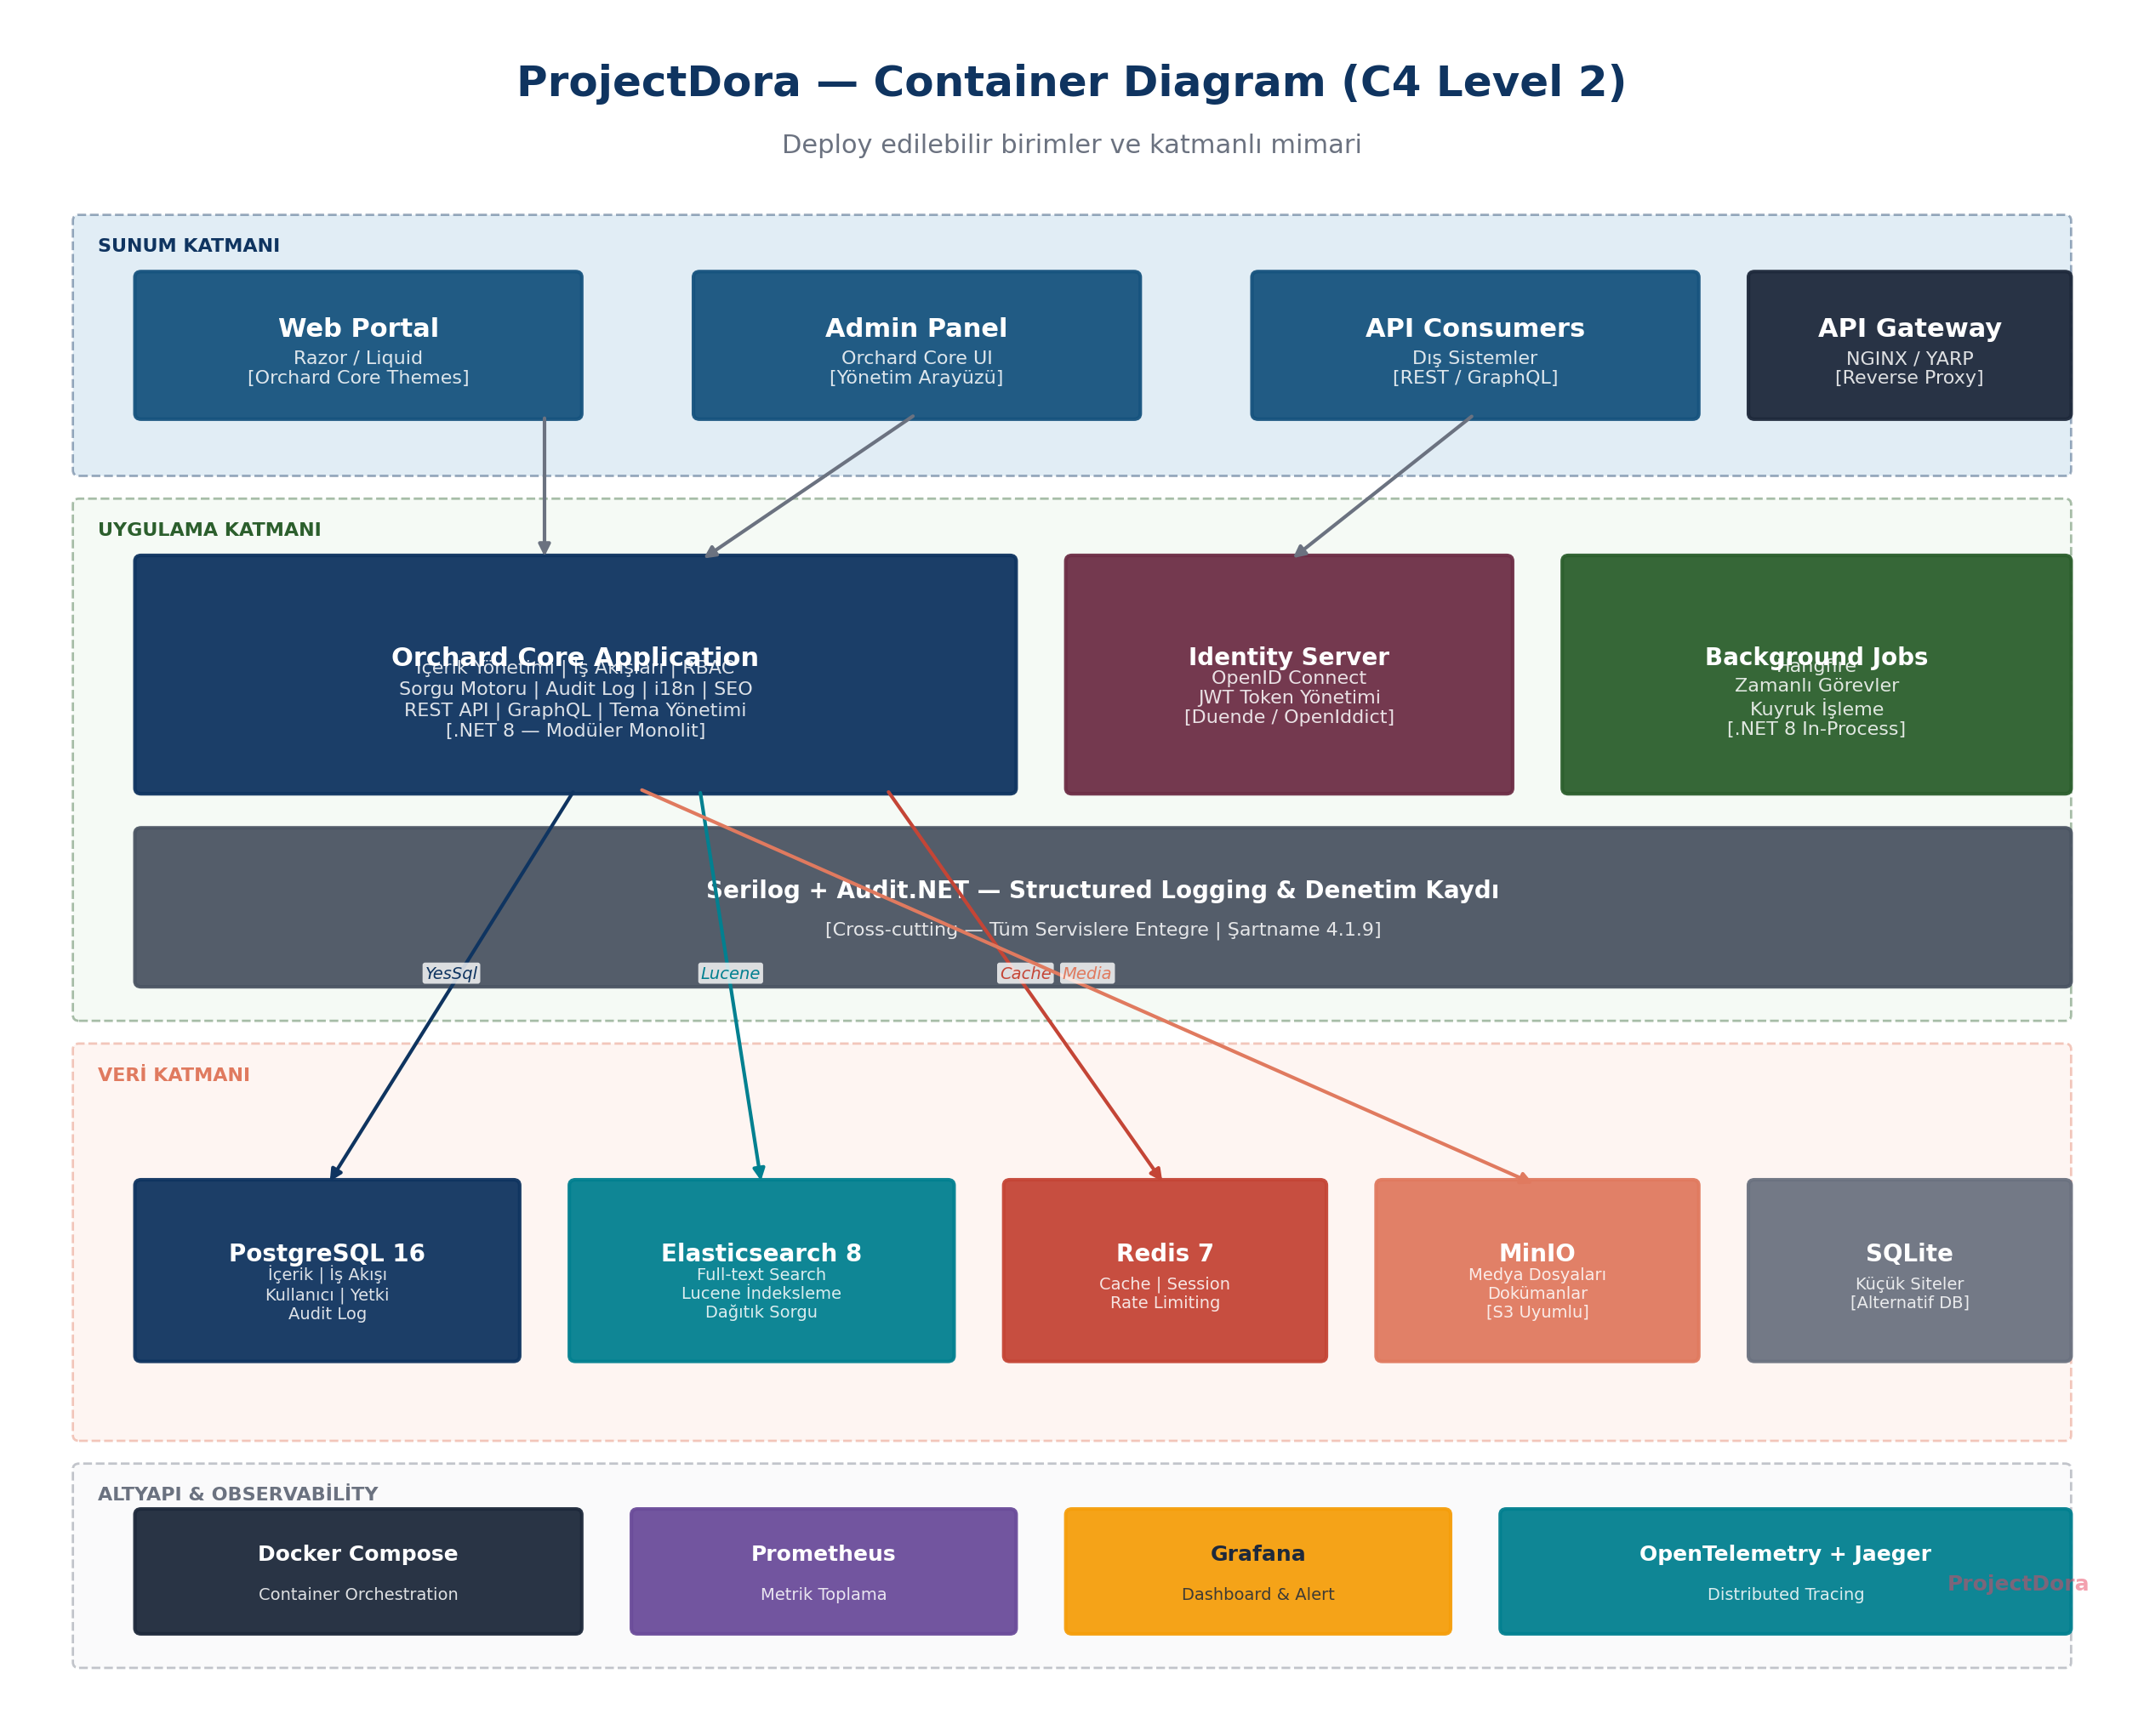 ProjectDora — Container Diagram (C4 Level 2)
Deploy edilebilir birimler ve katmanlı mimari
SUNUM KATMANI
Web Portal
Razor / Liquid
[Orchard Core Themes]
Admin Panel
Orchard Core UI
[Yönetim Arayüzü]
API Consumers
Dış Sistemler
[REST / GraphQL]
API Gateway
NGINX / YARP
[Reverse Proxy]
UYGULAMA KATMANI
Orchard Core Application
İçerik Yönetimi | İş Akışları | RBAC
Sorgu Motoru | Audit Log | i18n | SEO
REST API | GraphQL | Tema Yönetimi
[.NET 8 — Modüler Monolit]
Identity Server
OpenID Connect
JWT Token Yönetimi
[Duende / OpenIddict]
Background Jobs
Hangfire
Zamanlı Görevler
Kuyruk İşleme
[.NET 8 In-Process]
Serilog + Audit.NET — Structured Logging & Denetim Kaydı
[Cross-cutting — Tüm Servislere Entegre | Şartname 4.1.9]
YesSql
Lucene
Cache
Media
VERİ KATMANI
PostgreSQL 16
İçerik | İş Akışı
Kullanıcı | Yetki
Audit Log
Elasticsearch 8
Full-text Search
Lucene İndeksleme
Dağıtık Sorgu
Redis 7
Cache | Session
Rate Limiting
MinIO
Medya Dosyaları
Dokümanlar
[S3 Uyumlu]
SQLite
Küçük Siteler
[Alternatif DB]
ALTYAPI & OBSERVABİLİTY
Docker Compose
Container Orchestration
Prometheus
Metrik Toplama
Grafana
Dashboard & Alert
OpenTelemetry + Jaeger
Distributed Tracing
ProjectDora